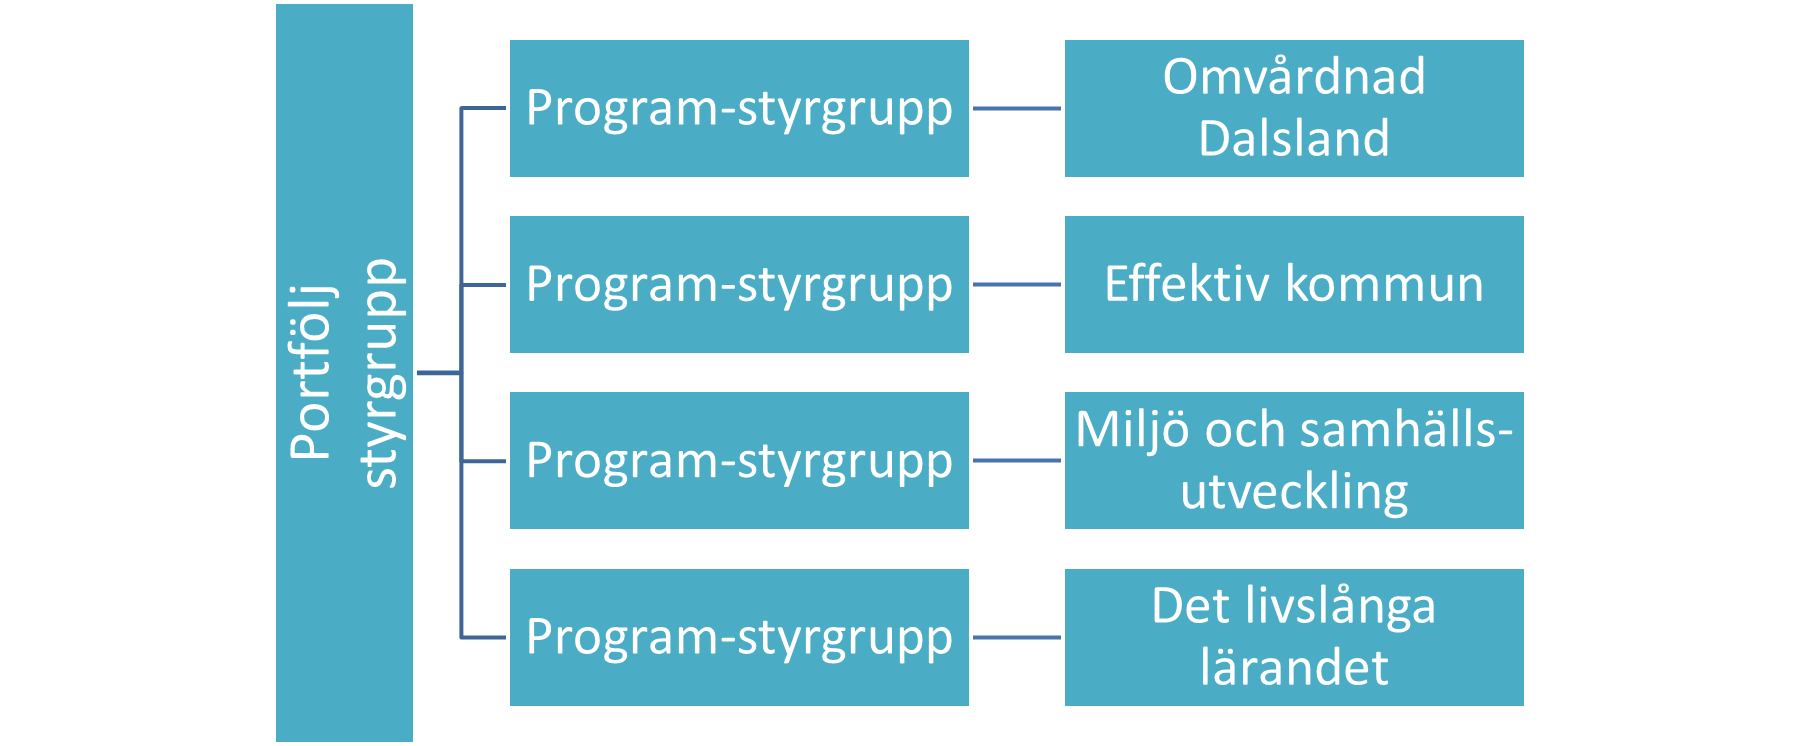 Portfölj
styrgrupp
Program-styrgrupp
Omvårdnad
Dalsland
Program-styrgrupp
Effektiv kommun
Program-styrgrupp
Miljö och samhälls-
utveckling
Program-styrgrupp
Det livslånga
lärandet